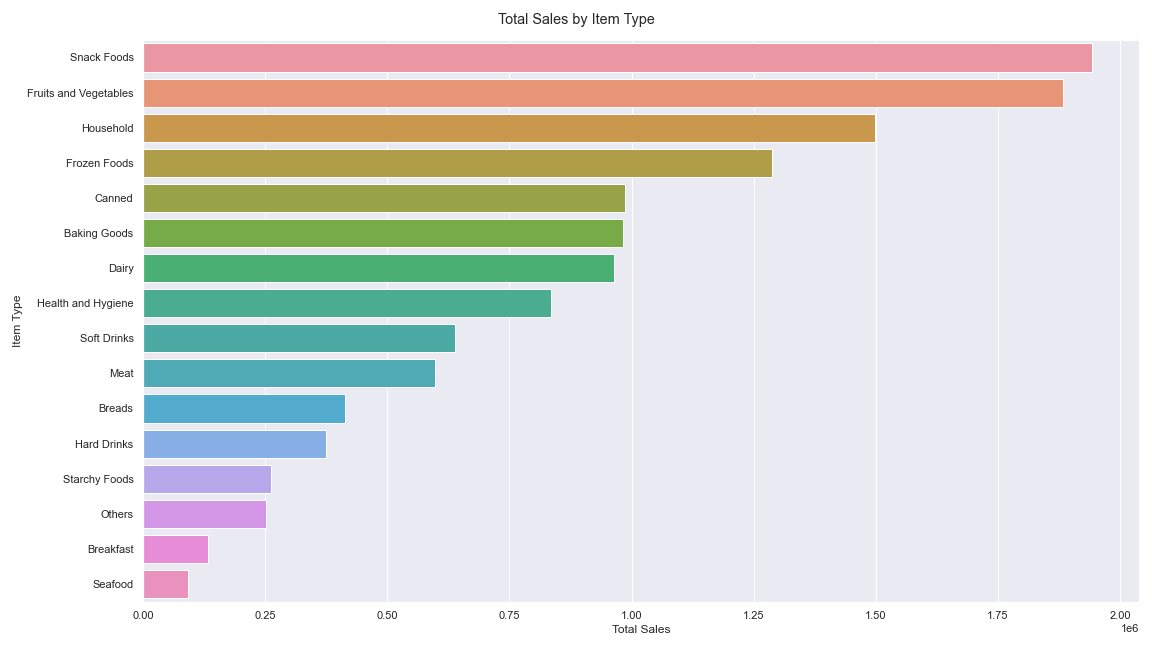 Total Sales by Item Type
Item Type
Snack Foods
Fruits and Vegetables
Household
Frozen Foods
Canned
Baking Goods
Dairy
Health and Hygiene
Soft Drinks
Meat
Breads
Hard Drinks
Starchy Foods
Others
Breakfast
Seafood
0.00 0.25 0.50 0.75 1.00 1.25 1.50 1.75 2.00
1e6
Total Sales